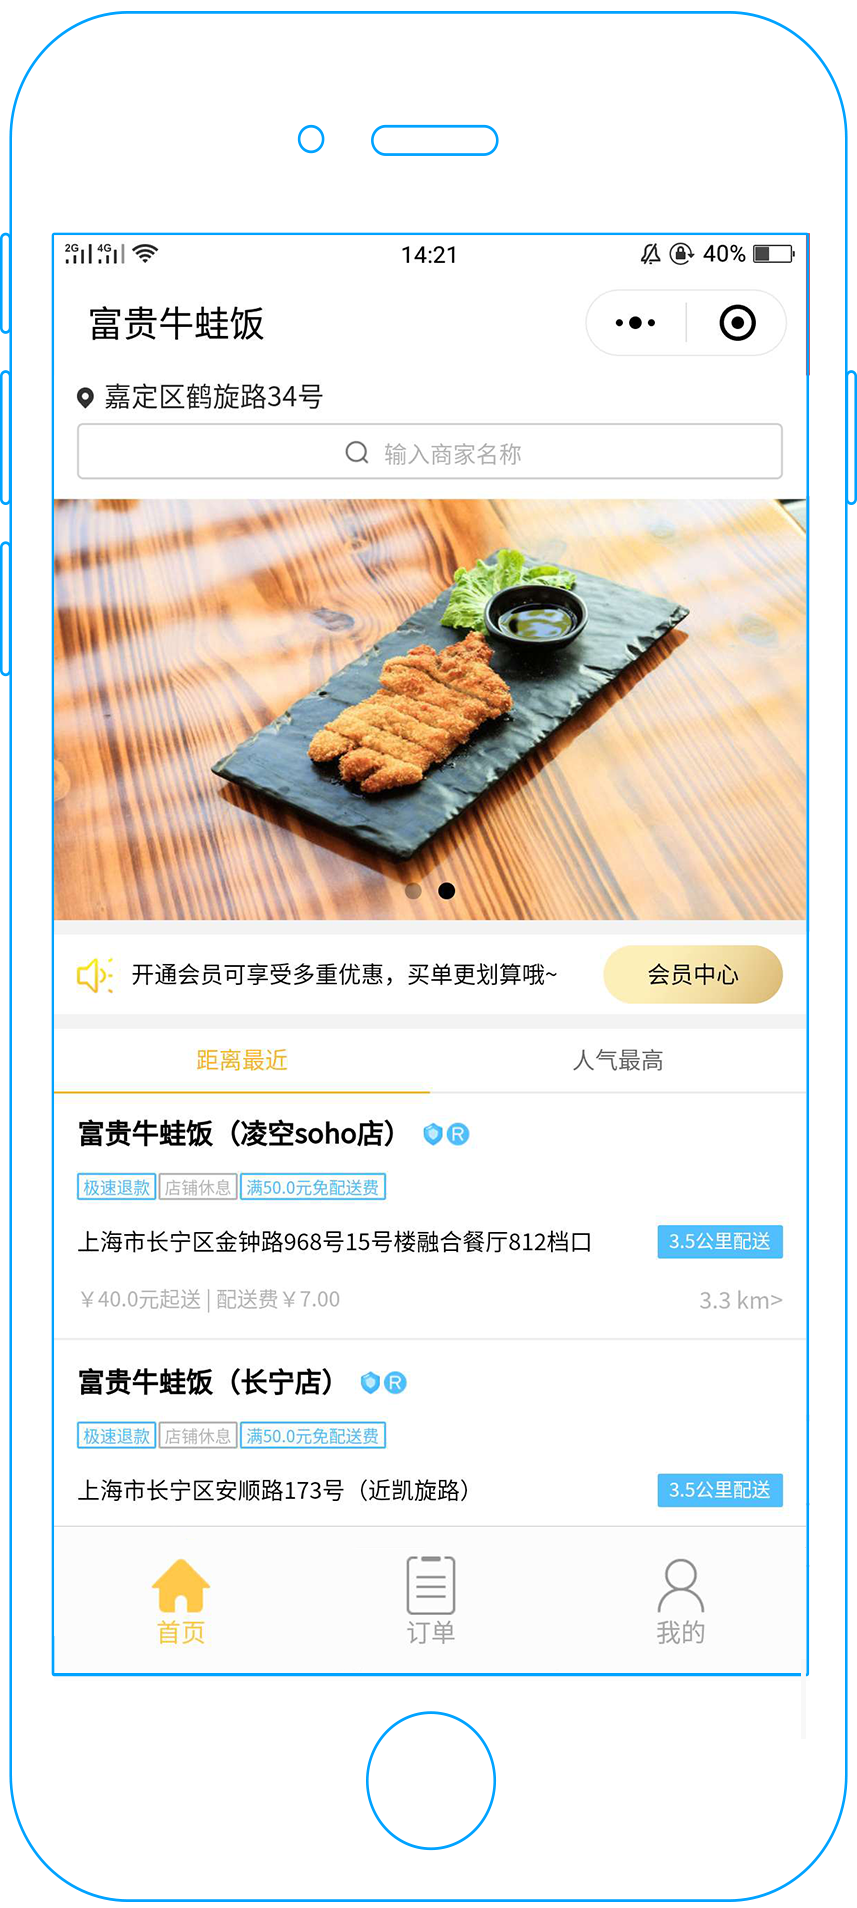 2G 4G 14:21 40%
富贵牛蛙饭
嘉定区鹤旋路34号
输入商家名称
开通会员可享受多重优惠，买单更划算哦~ 会员中心
距离最近 人气最高
富贵牛蛙饭（凌空soho店） R
极速退款 店铺休息 满50.0元免配送费
上海市长宁区金钟路968号15号楼融合餐厅812档口 3.5公里配送
￥40.0元起送 | 配送费￥7.00 3.3 km>
富贵牛蛙饭（长宁店） R
极速退款 店铺休息 满50.0元免配送费
上海市长宁区安顺路173号（近凯旋路） 3.5公里配送
首页 订单 我的